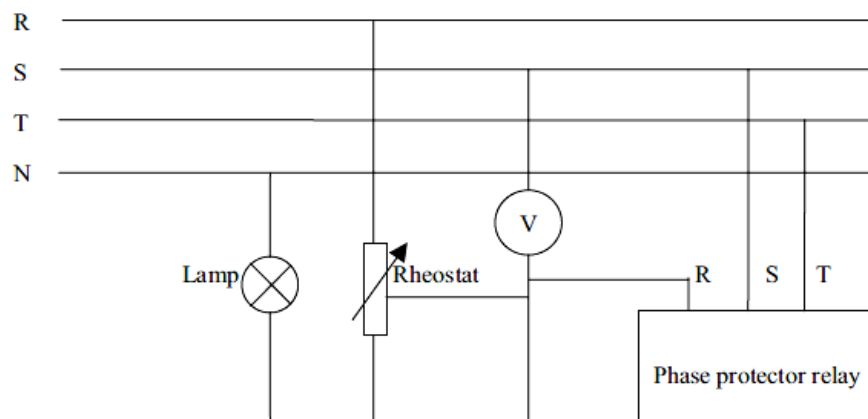 R
S
T
N
V
Lamp
Rheostat
R S T
Phase protector relay